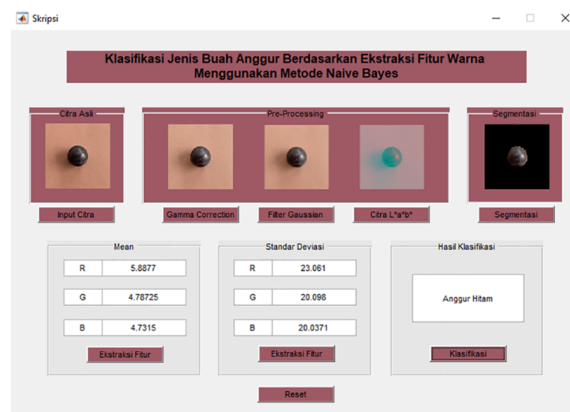 Skripsi
Klasifikasi Jenis Buah Anggur Berdasarkan Ekstraksi Fitur Warna
Menggunakan Metode Naive Bayes
Citra Asli
Pre-Processing
Segmentasi
Input Citra
Gamma Correction
Filter Gaussian
Citra L*a*b*
Segmentasi
Mean
Standar Deviasi
Hasil Klasifikasi
R 5.8877
R 23.061
G 4.78725
G 20.098
Anggur Hitam
B 4.7315
B 20.0371
Ekstraksi Fitur
Ekstraksi Fitur
Klasifikasi
Reset